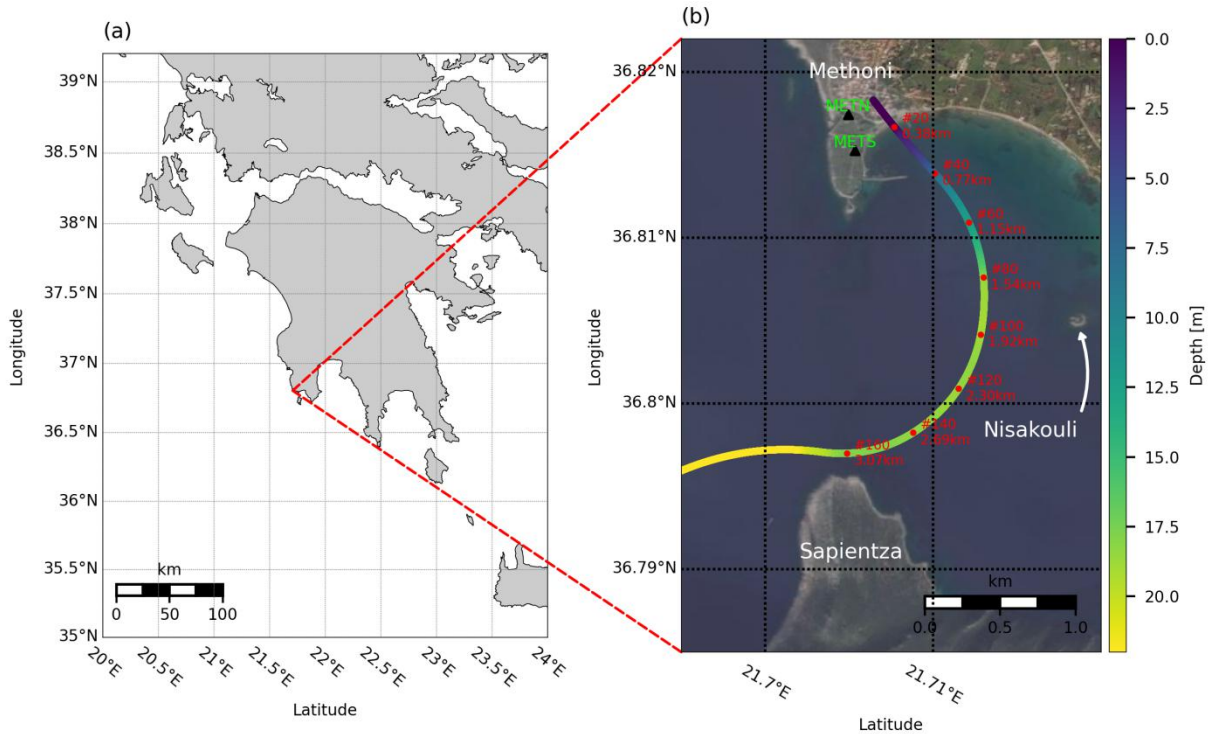 (a)
39°N
38.5°N
38°N
37.5°N
37°N
36.5°N
36°N
35.5°N
35°N
Longitude
km
0 50 100
20°E
20.5°E
21°E
21.5°E
22°E
22.5°E
23°E
23.5°E
24°E
Latitude
(b)
36.82°N
36.81°N
36.8°N
36.79°N
Longitude
Methoni
METN
METS
#20
0.38km
#40
0.77km
#60
1.15km
#80
1.54km
#100
1.92km
#120
2.30km
#140
2.69km
#160
3.07km
Nisakouli
Sapientza
km
0.0 0.5 1.0
21.7°E
21.71°E
Latitude
0.0
2.5
5.0
7.5
10.0
12.5
15.0
17.5
20.0
Depth [m]